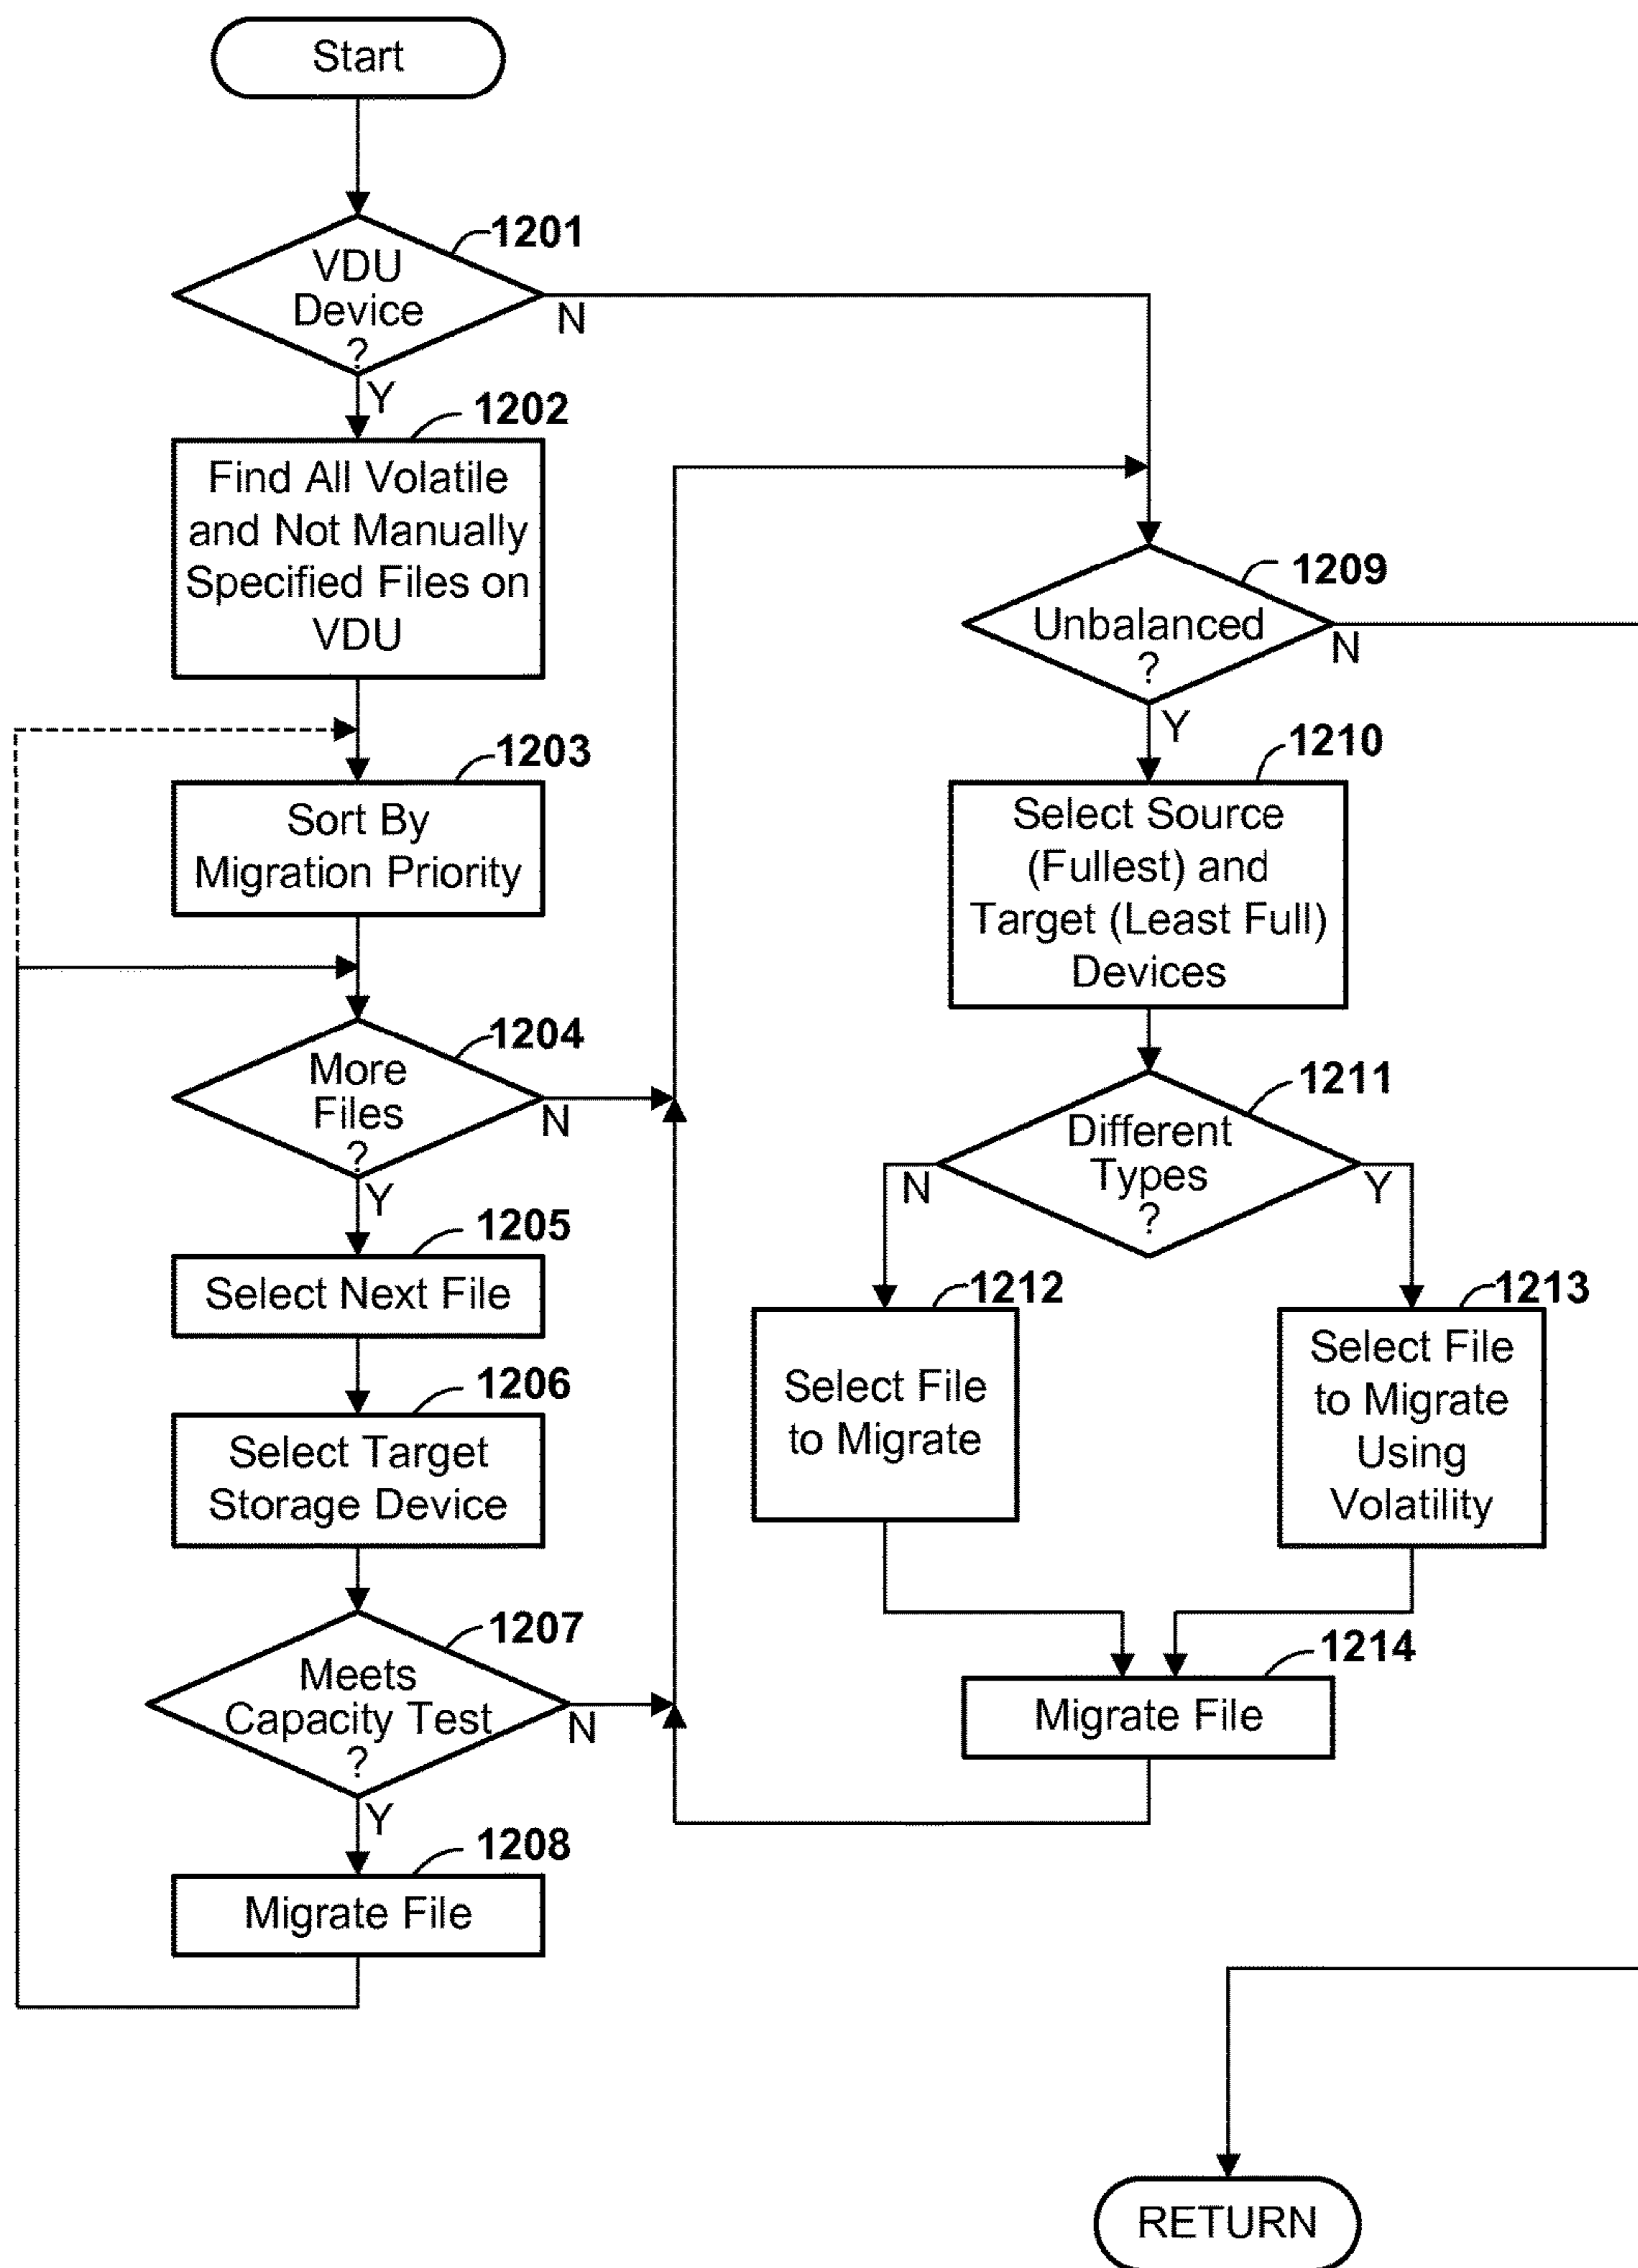 Start
1201
VDU
Device
?
N
Y
1202
Find All Volatile
and Not Manually
Specified Files on
VDU
1203
Sort By
Migration Priority
1204
More
Files
?
N
Y
1205
Select Next File
1206
Select Target
Storage Device
1207
Meets
Capacity Test
?
N
Y
1208
Migrate File
1209
Unbalanced
?
N
Y
1210
Select Source
(Fullest) and
Target (Least Full)
Devices
1211
Different
Types
?
N
Y
1212
Select File
to Migrate
1213
Select File
to Migrate
Using
Volatility
1214
Migrate File
RETURN